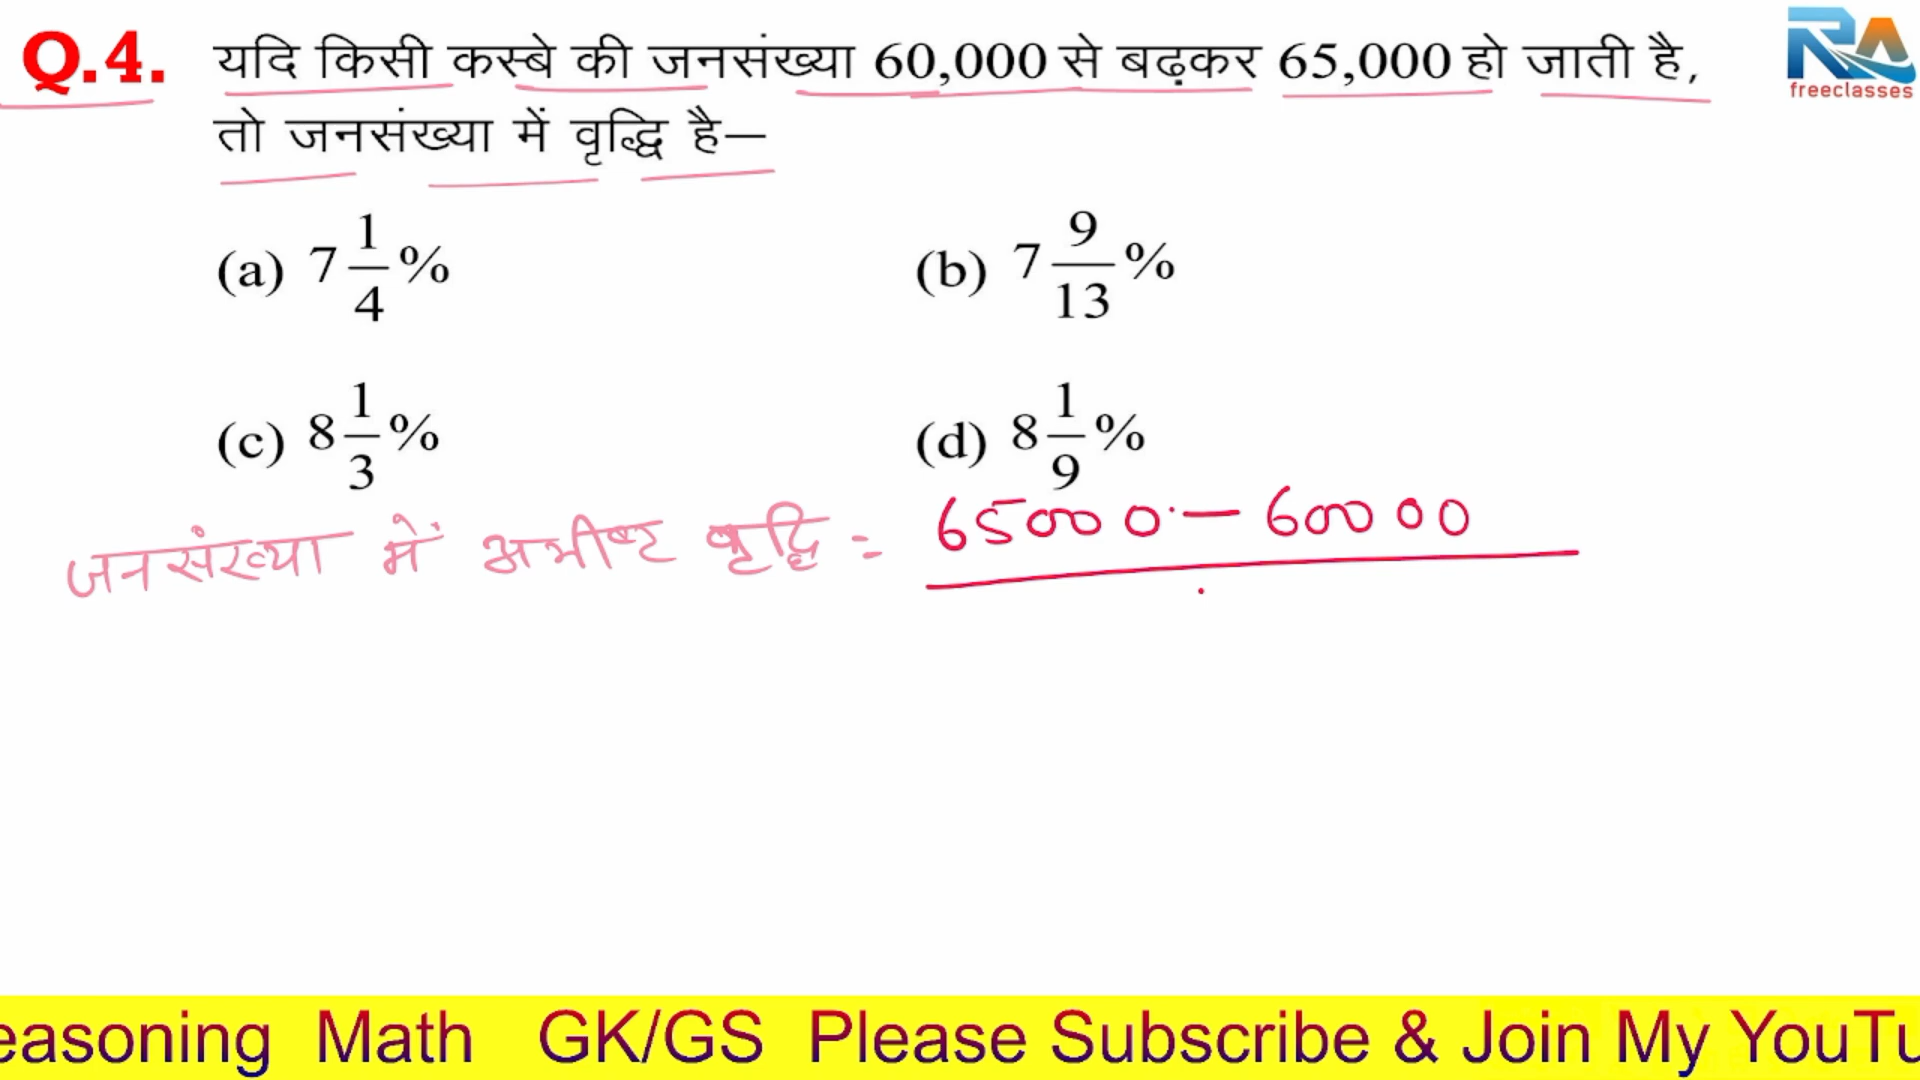 Q.4. यदि किसी कस्बे की जनसंख्या 60,000 से बढ़कर 65,000 हो जाती है,
तो जनसंख्या में वृद्धि है—
(a) 7 1/4 %
(b) 7 9/13 %
(c) 8 1/3 %
(d) 8 1/9 %
जनसंख्या में अभीष्ट वृद्धि = 65000 - 60000
RA
freeclasses
easoning Math GK/GS Please Subscribe & Join My YouTu